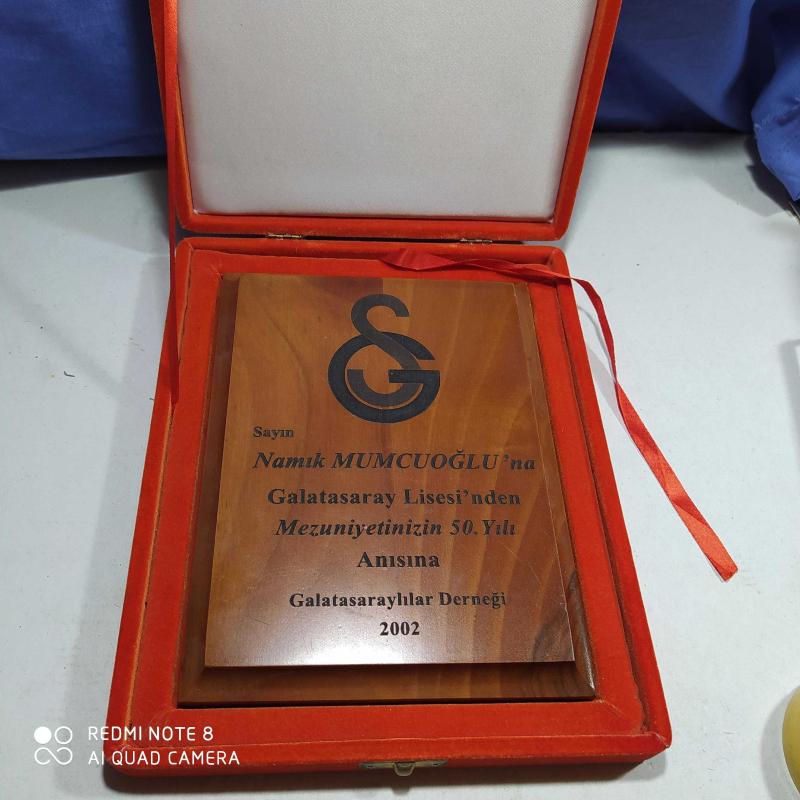 Sayın
Namık MUMCUOĞLU'na
Galatasaray Lisesi'nden
Mezuniyetinizin 50.Yılı
Anısına
Galatasaraylılar Derneği
2002
REDMI NOTE 8
AI QUAD CAMERA